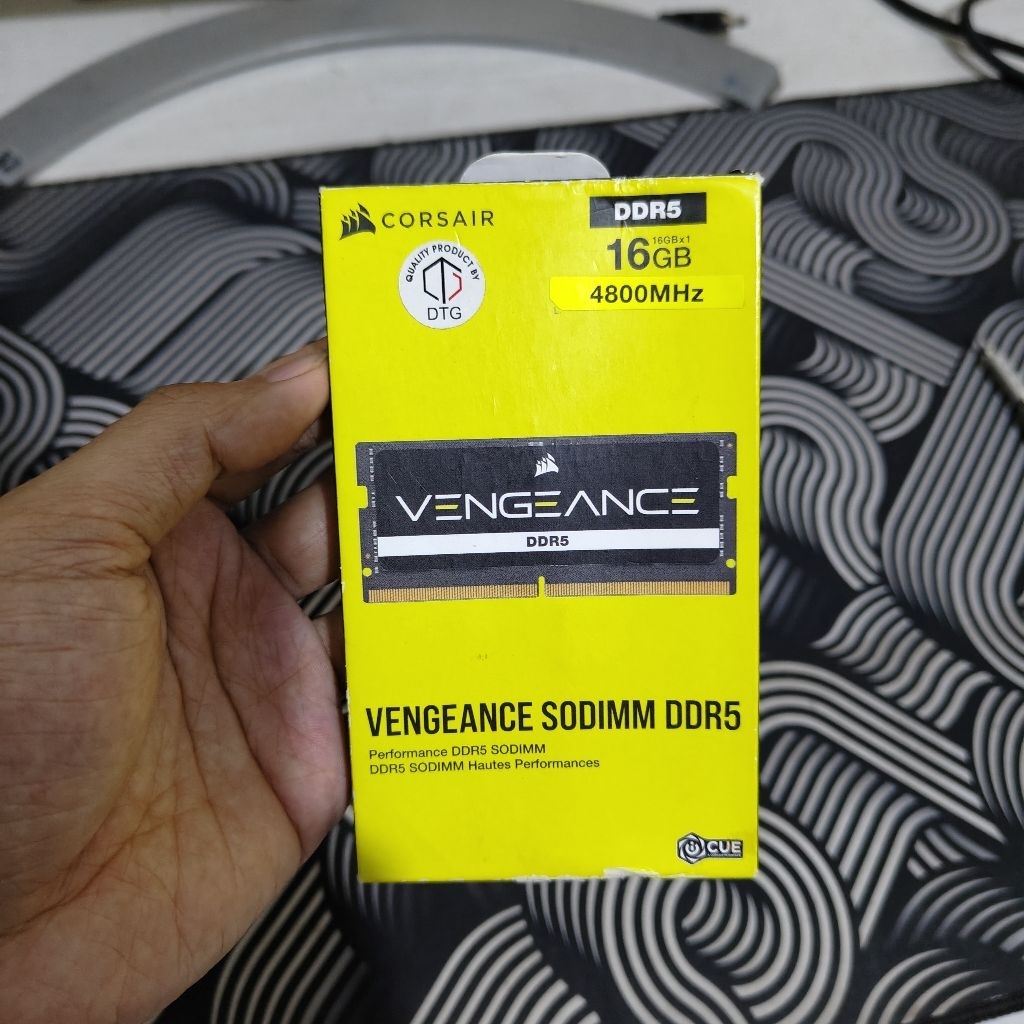 CORSAIR
DDR5
16GB
16GBx1
4800MHz
QUALITY PRODUCT BY
DTG
VENGEANCE
DDR5
VENGEANCE SODIMM DDR5
Performance DDR5 SODIMM
DDR5 SODIMM Hautes Performances
iCUE